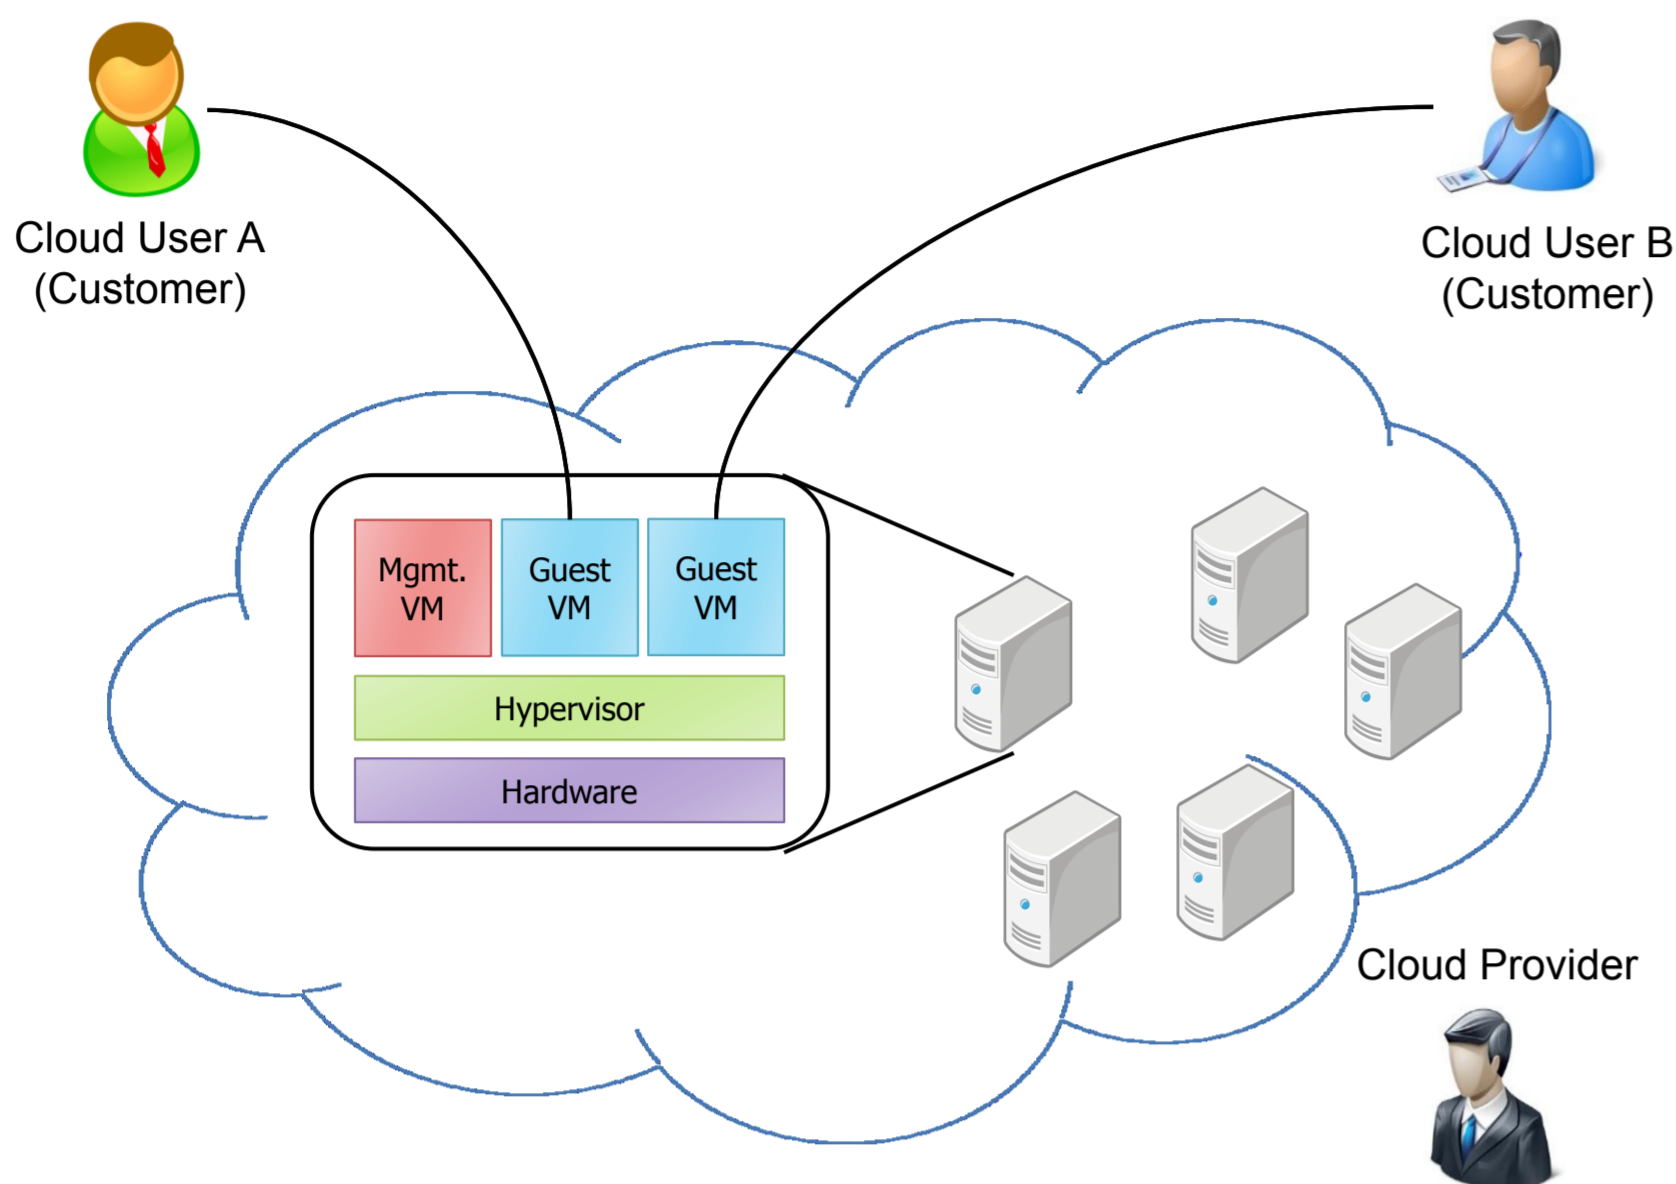 Cloud User A
(Customer)
Cloud User B
(Customer)
Mgmt.
VM
Guest
VM
Guest
VM
Hypervisor
Hardware
Cloud Provider